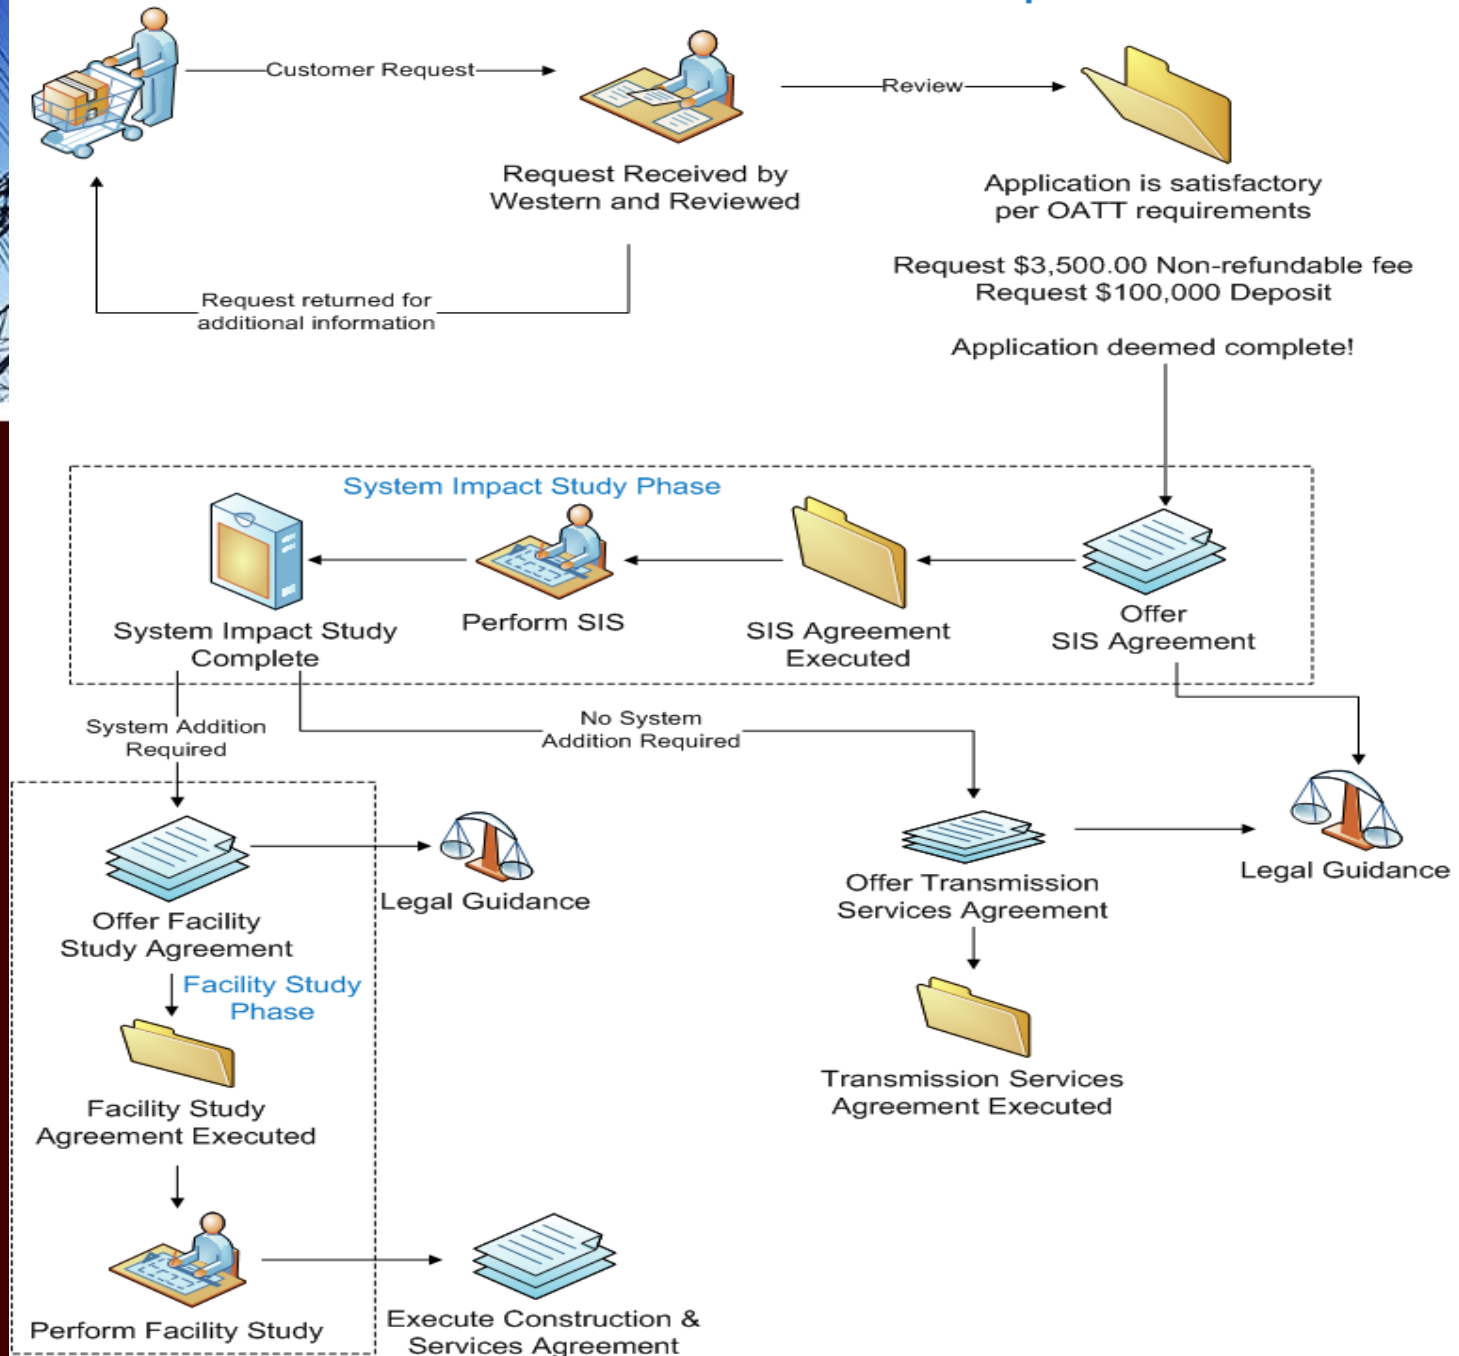 Customer Request
Review
Request Received by
Western and Reviewed
Application is satisfactory
per OATT requirements
Request $3,500.00 Non-refundable fee
Request $100,000 Deposit
Request returned for
additional information
Application deemed complete!
System Impact Study Phase
System Impact Study
Complete
Perform SIS
SIS Agreement
Executed
Offer
SIS Agreement
System Addition
Required
No System
Addition Required
Offer Facility
Study Agreement
Legal Guidance
Offer Transmission
Services Agreement
Legal Guidance
Facility Study
Phase
Facility Study
Agreement Executed
Transmission Services
Agreement Executed
Perform Facility Study
Execute Construction &
Services Agreement